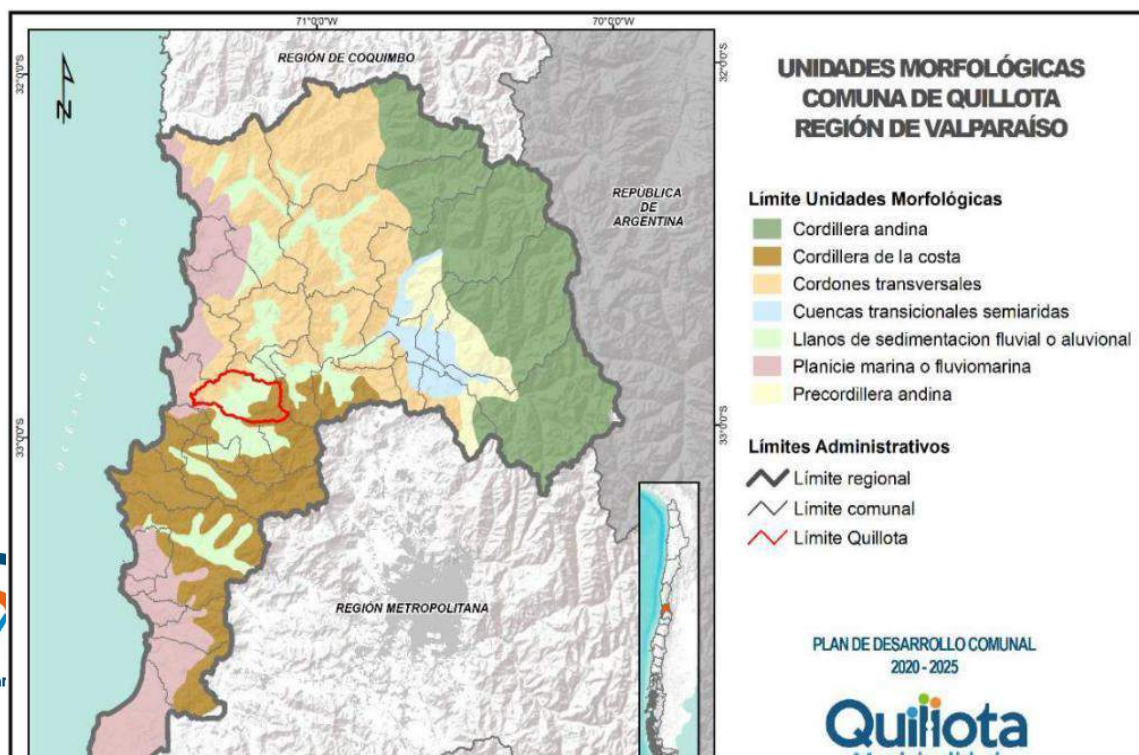 71°0'0"W
70°0'0"W
32°0'0"S
32°0'0"S
REGIÓN DE COQUIMBO
N
REPÚBLICA
DE
ARGENTINA
OCEANO PACÍFICO
33°0'0"S
33°0'0"S
REGIÓN METROPOLITANA
UNIDADES MORFOLÓGICAS
COMUNA DE QUILLOTA
REGIÓN DE VALPARAÍSO
Límite Unidades Morfológicas
Cordillera andina
Cordillera de la costa
Cordones transversales
Cuencas transicionales semiaridas
Llanos de sedimentacion fluvial o aluvional
Planicie marina o fluviomarina
Precordillera andina
Límites Administrativos
Límite regional
Límite comunal
Límite Quillota
PLAN DE DESARROLLO COMUNAL
2020 - 2025
Quillota